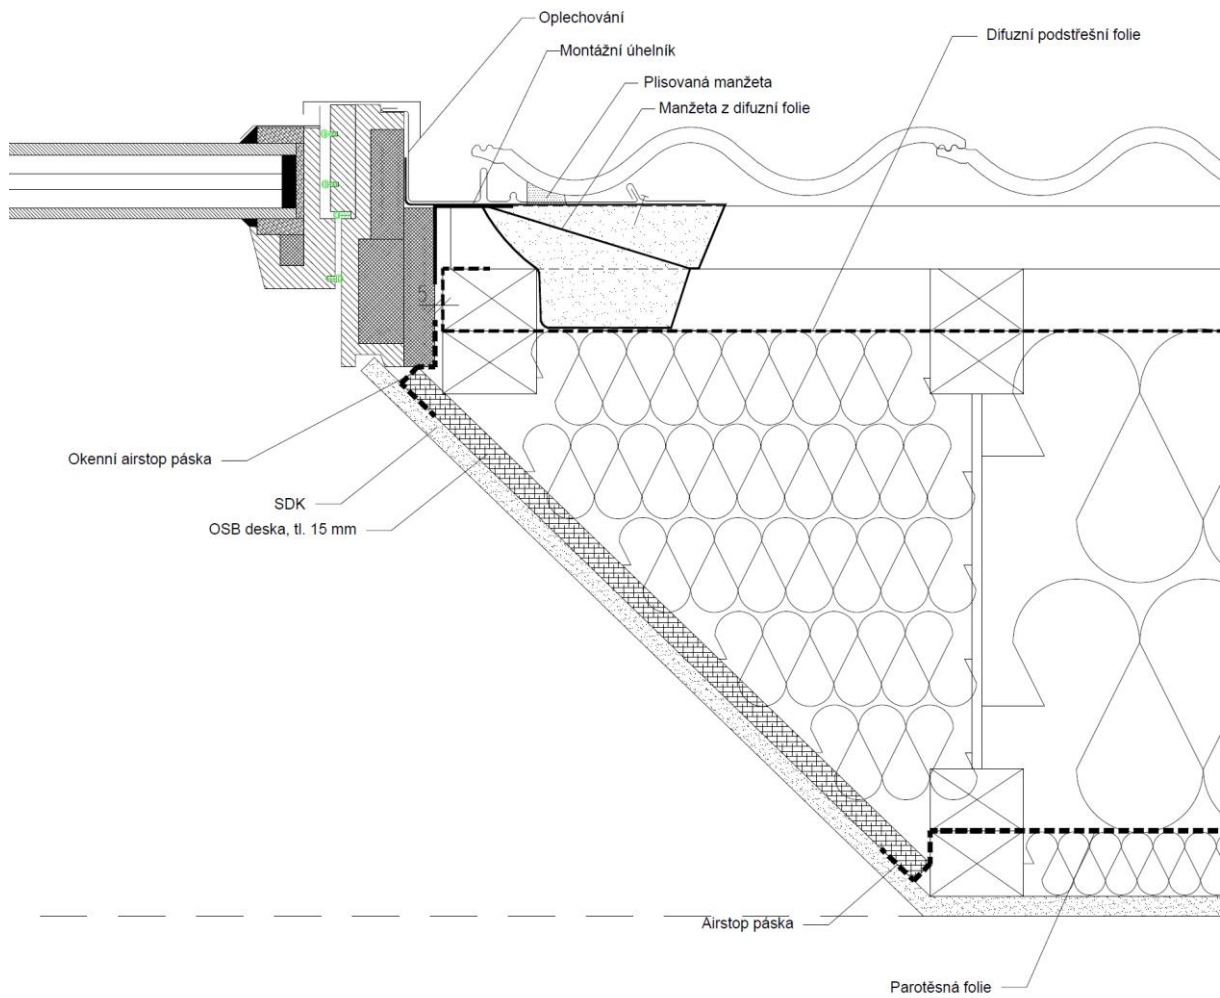 Oplechování
Difuzní podstřešní folie
Montážní úhelník
Plisovaná manžeta
Manžeta z difuzní folie
5
Okenní airstop páska
SDK
OSB deska, tl. 15 mm
Airstop páska
Parotěsná folie